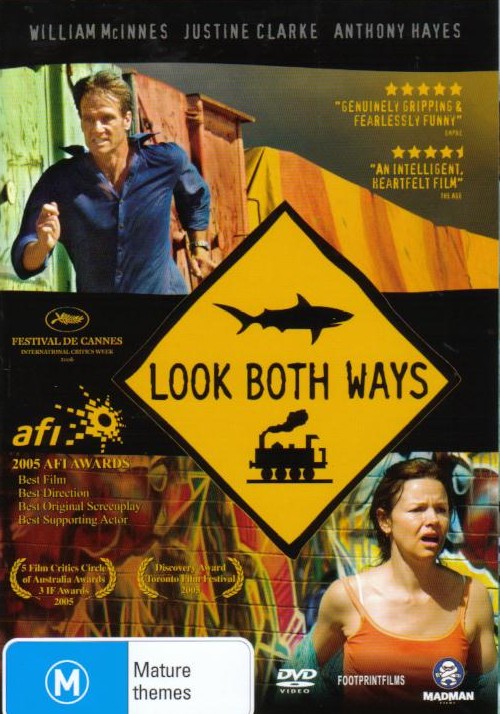 WILLIAM McINNES JUSTINE CLARKE ANTHONY HAYES
"GENUINELY GRIPPING &
FEARLESSLY FUNNY"
EMPIRE
"AN INTELLIGENT,
HEARTFELT FILM"
THE AGE
FESTIVAL DE CANNES
INTERNATIONAL CRITICS WEEK
LOOK BOTH WAYS
afi
2005 AFI AWARDS
Best Film
Best Direction
Best Original Screenplay
Best Supporting Actor
5 Film Critics Circle
of Australia Awards
3 IF Awards
2005
Discovery Award
Toronto Film Festival
2005
M
Mature
themes
DVD
VIDEO
FOOTPRINTFILMS
MADMAN